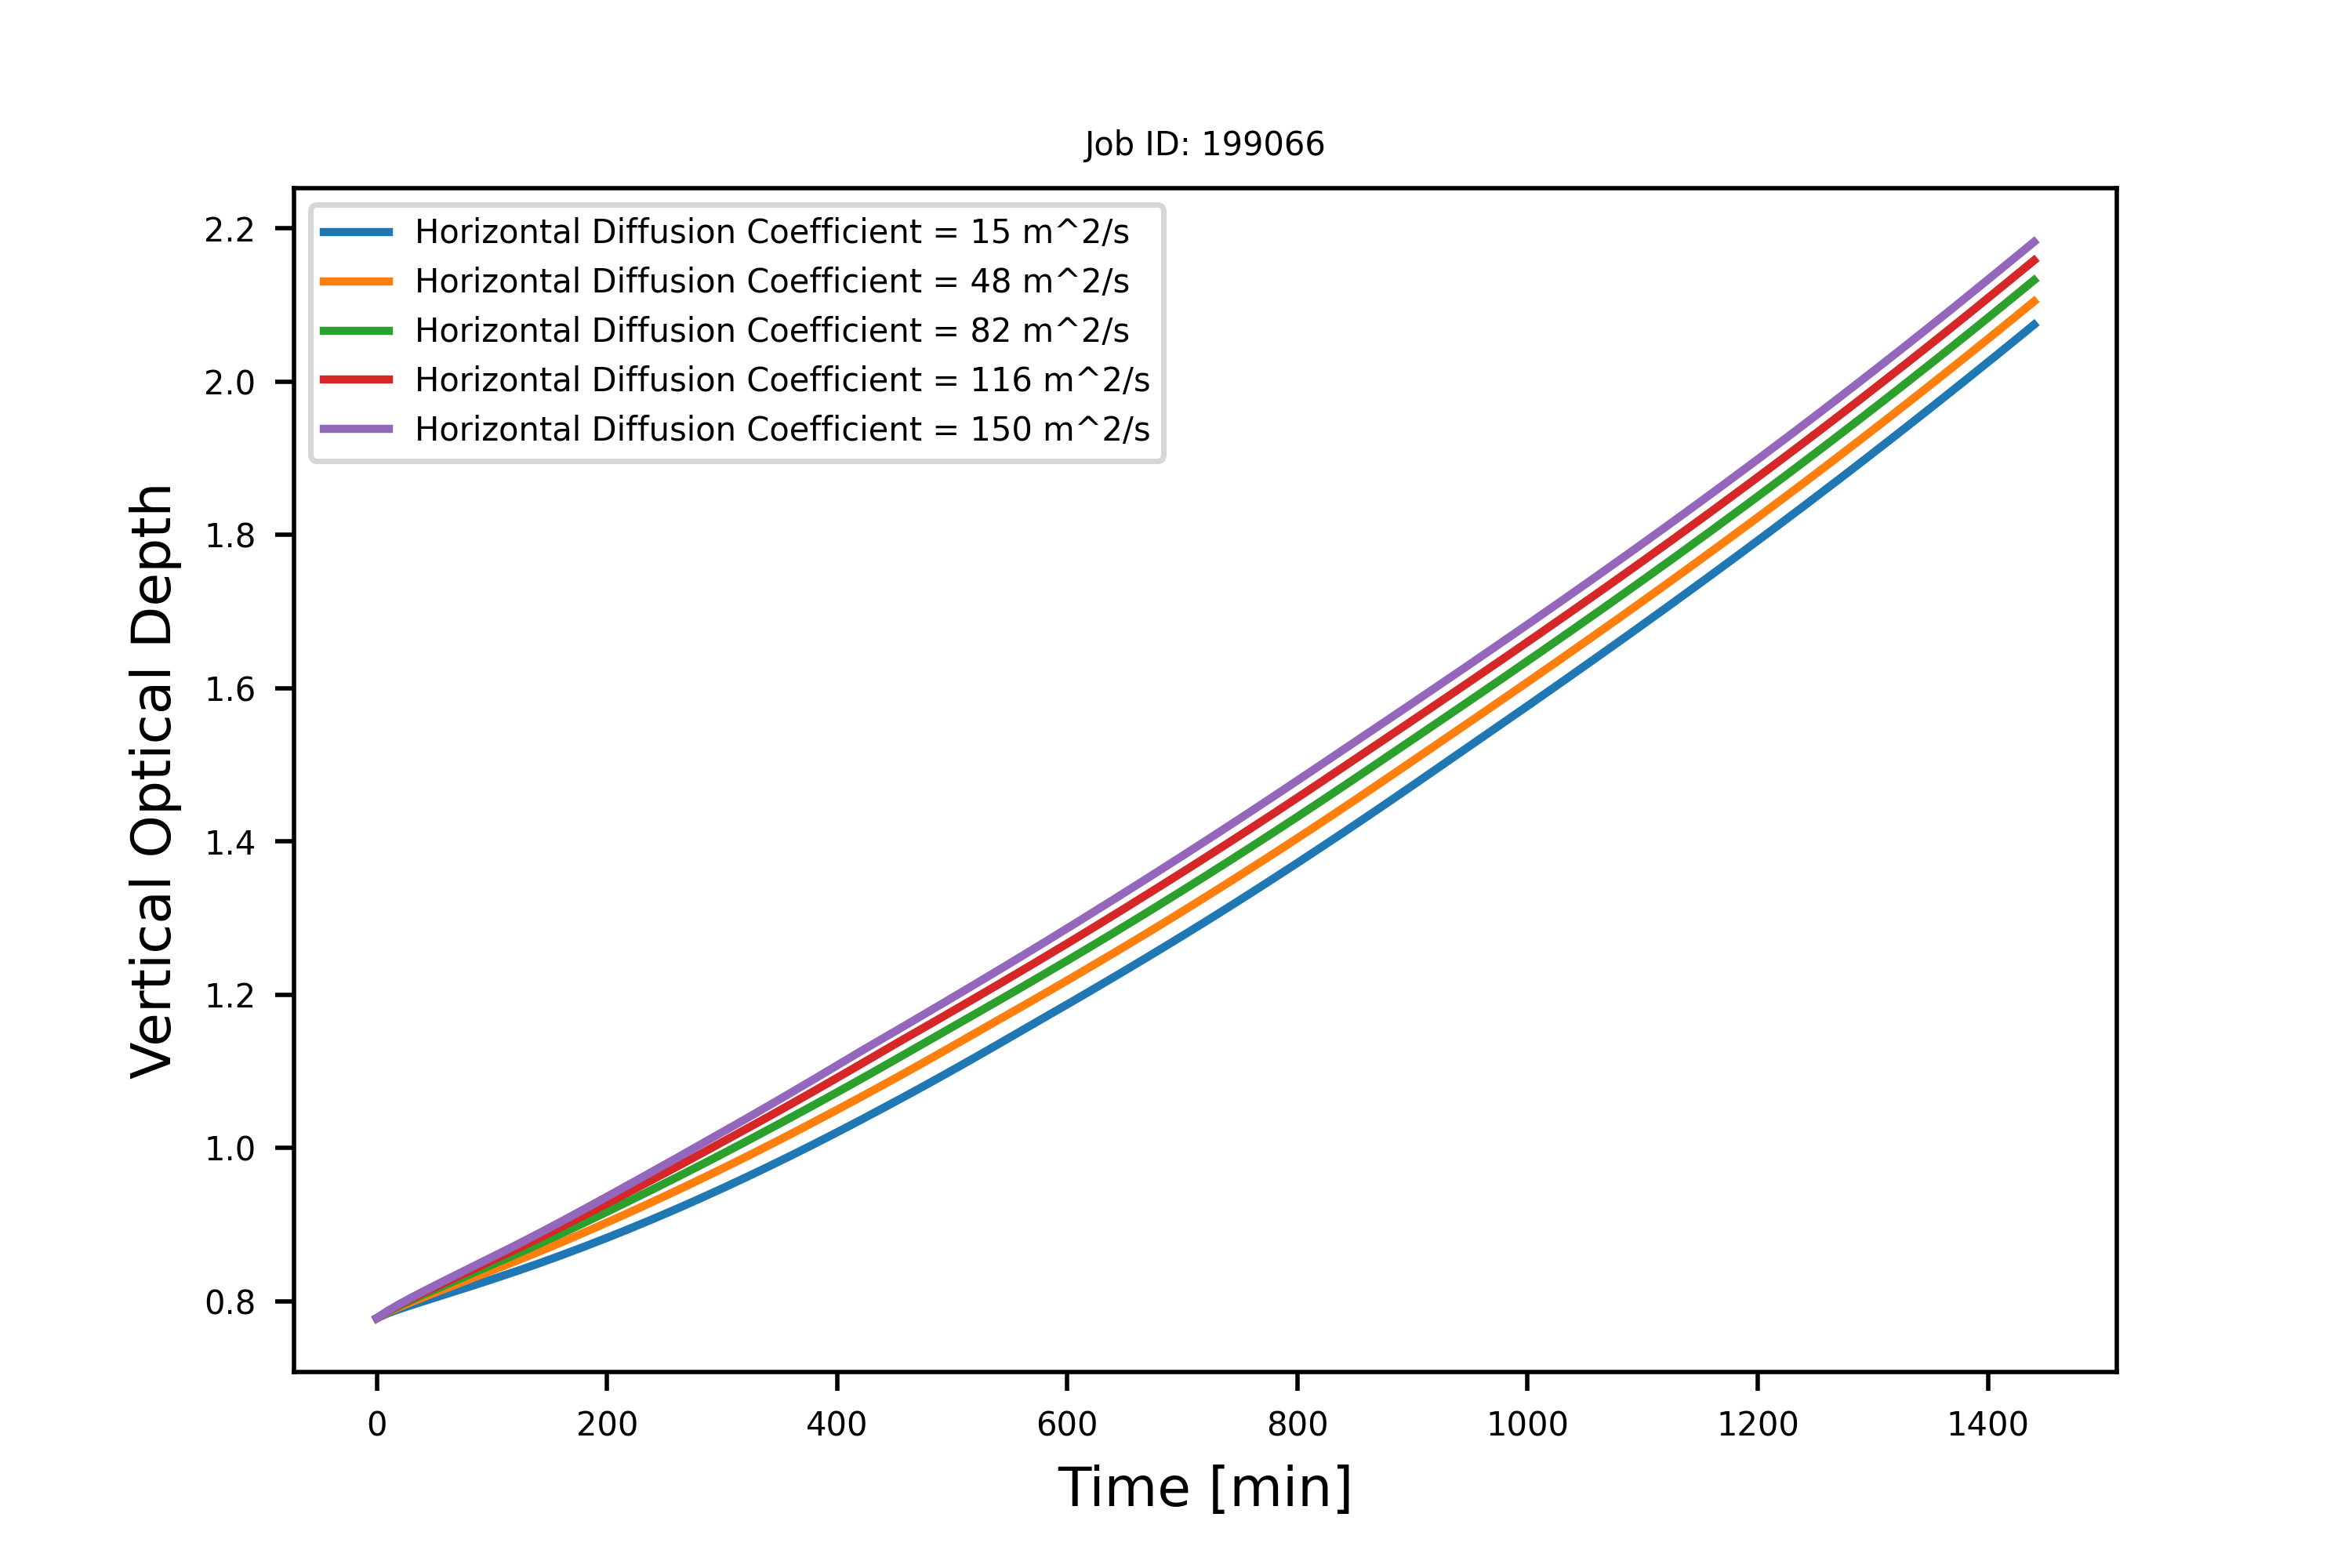 Job ID: 199066
Horizontal Diffusion Coefficient = 15 m^2/s
Horizontal Diffusion Coefficient = 48 m^2/s
Horizontal Diffusion Coefficient = 82 m^2/s
Horizontal Diffusion Coefficient = 116 m^2/s
Horizontal Diffusion Coefficient = 150 m^2/s
Vertical Optical Depth
2.2
2.0
1.8
1.6
1.4
1.2
1.0
0.8
0 200 400 600 800 1000 1200 1400
Time [min]